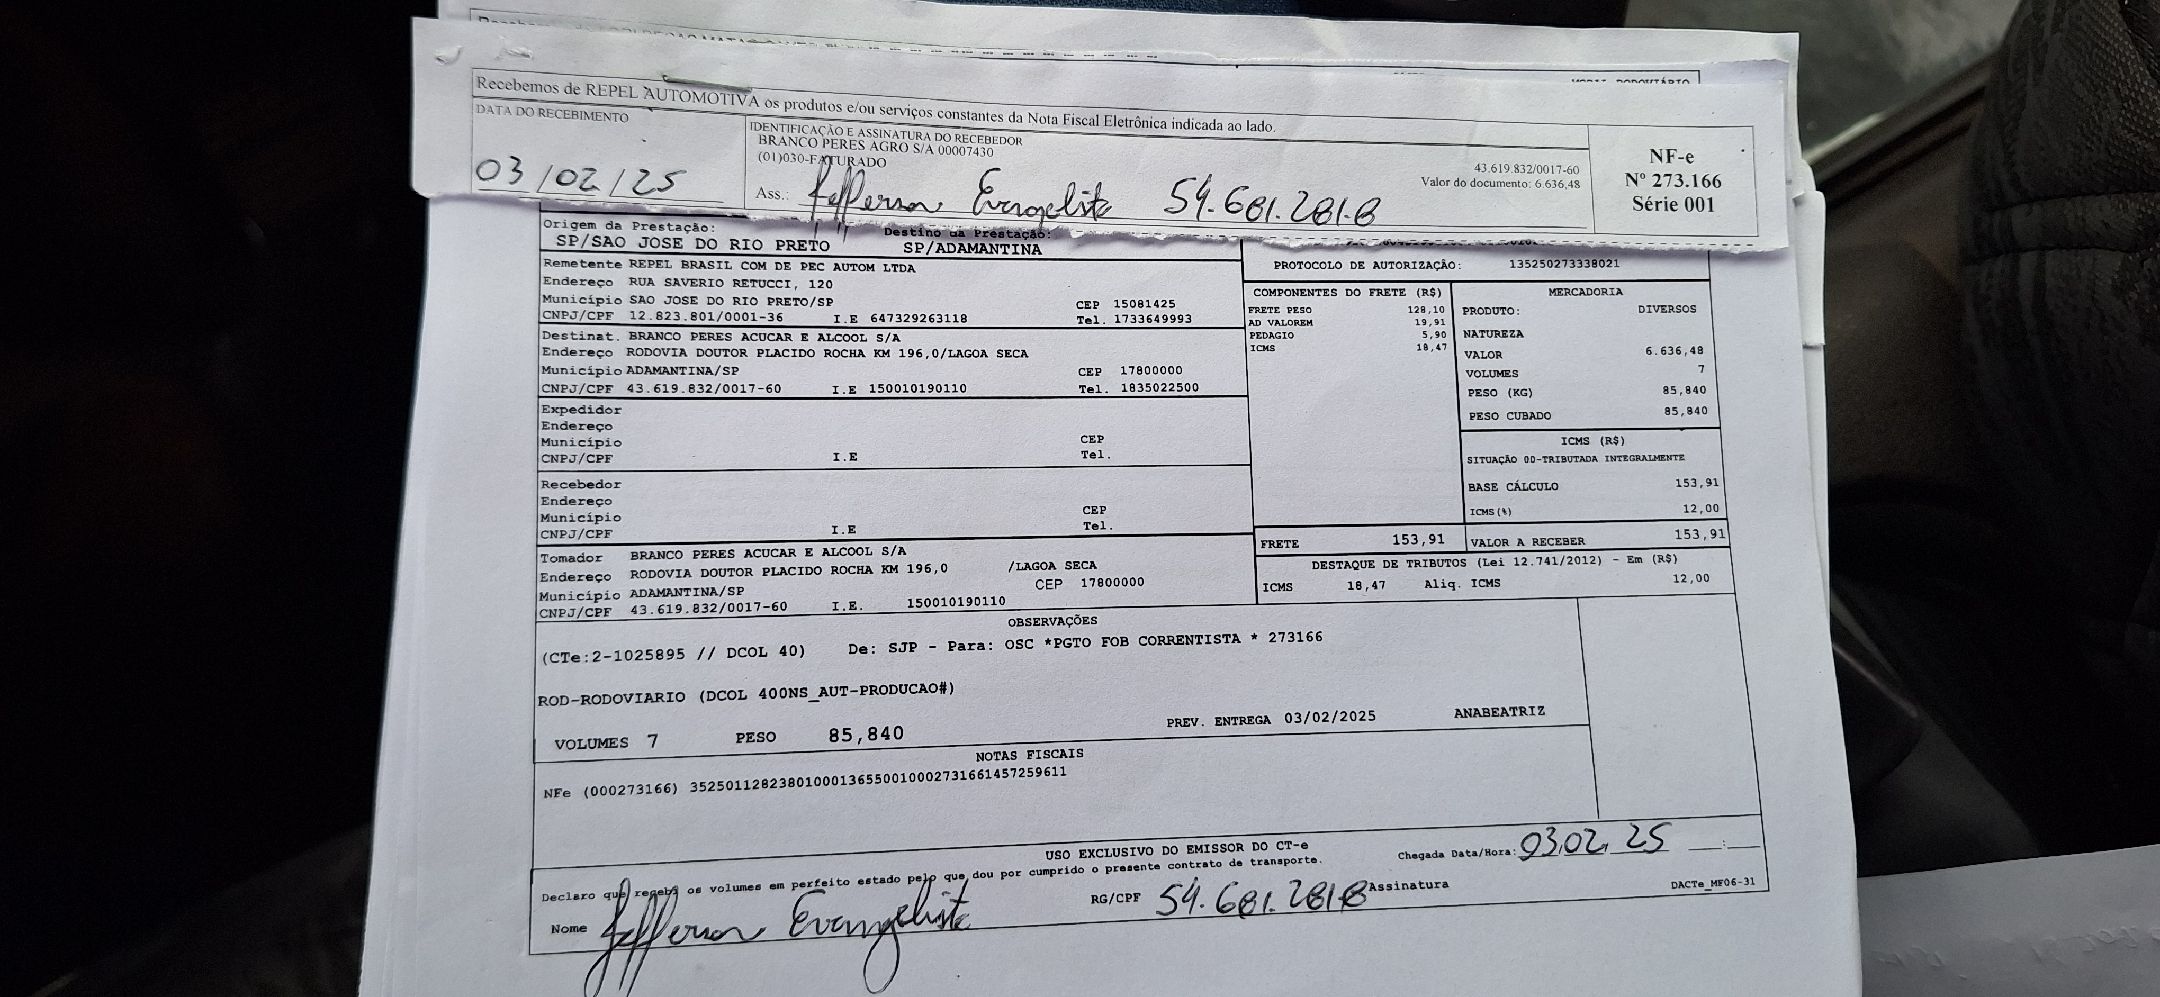 Recebemos de REPEL AUTOMOTIVA os produtos e/ou serviços constantes da Nota Fiscal Eletrônica indicada ao lado.
DATA DO RECEBIMENTO
03/02/25
IDENTIFICAÇÃO E ASSINATURA DO RECEBEDOR
BRANCO PERES AGRO S/A 00007430
(01)030-FATURADO
43.619.832/0017-60
Valor do documento: 6.636,48
Ass.: Jefferson Evangelista 54.681.281-8
NF-e
Nº 273.166
Série 001
Origem da Prestação: Destino da Prestação:
SP/SAO JOSE DO RIO PRETO SP/ADAMANTINA
Remetente REPEL BRASIL COM DE PEC AUTOM LTDA
Endereço RUA SAVERIO RETUCCI, 120
Município SAO JOSE DO RIO PRETO/SP CEP 15081425
CNPJ/CPF 12.823.801/0001-36 I.E 647329263118 Tel. 1733649993
Destinat. BRANCO PERES ACUCAR E ALCOOL S/A
Endereço RODOVIA DOUTOR PLACIDO ROCHA KM 196,0/LAGOA SECA
Município ADAMANTINA/SP CEP 17800000
CNPJ/CPF 43.619.832/0017-60 I.E 150010190110 Tel. 1835022500
Expedidor
Endereço
Município CEP
CNPJ/CPF I.E Tel.
Recebedor
Endereço
Município CEP
CNPJ/CPF I.E Tel.
Tomador BRANCO PERES ACUCAR E ALCOOL S/A
Endereço RODOVIA DOUTOR PLACIDO ROCHA KM 196,0 /LAGOA SECA
Município ADAMANTINA/SP CEP 17800000
CNPJ/CPF 43.619.832/0017-60 I.E. 150010190110
PROTOCOLO DE AUTORIZAÇÃO: 135250273338021
COMPONENTES DO FRETE (R$)
FRETE PESO 128,10
AD VALOREM 19,91
PEDAGIO 5,90
ICMS 18,47
MERCADORIA
PRODUTO: DIVERSOS
NATUREZA
VALOR 6.636,48
VOLUMES 7
PESO (KG) 85,840
PESO CUBADO 85,840
ICMS (R$)
SITUAÇÃO 00-TRIBUTADA INTEGRALMENTE
BASE CÁLCULO 153,91
ICMS(%) 12,00
FRETE 153,91 VALOR A RECEBER 153,91
DESTAQUE DE TRIBUTOS (Lei 12.741/2012) - Em (R$)
ICMS 18,47 Aliq. ICMS 12,00
OBSERVAÇÕES
(CTe:2-1025895 // DCOL 40) De: SJP - Para: OSC *PGTO FOB CORRENTISTA * 273166
ROD-RODOVIARIO (DCOL 400NS_AUT-PRODUCAO#)
VOLUMES 7 PESO 85,840 PREV. ENTREGA 03/02/2025 ANABEATRIZ
NOTAS FISCAIS
NFe (000273166) 35250112823801000136550010002731661457259611
USO EXCLUSIVO DO EMISSOR DO CT-e
Declaro que recebi os volumes em perfeito estado pelo que dou por cumprido o presente contrato de transporte.
Chegada Data/Hora: 03.02.25 __:__
Nome Jefferson Evangelista RG/CPF 54.681.281-8 Assinatura
DACTe_MF06-31